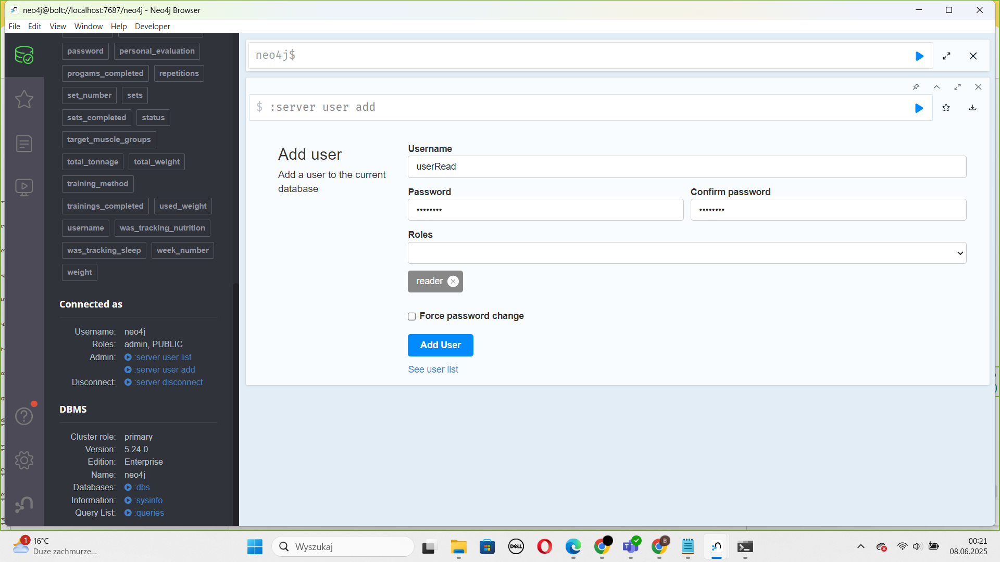 neo4j@bolt://localhost:7687/neo4j - Neo4j Browser
File Edit View Window Help Developer
password personal_evaluation
progams_completed repetitions
set_number sets
sets_completed status
target_muscle_groups
total_tonnage total_weight
training_method
trainings_completed used_weight
username was_tracking_nutrition
was_tracking_sleep week_number
weight
Connected as
Username: neo4j
Roles: admin, PUBLIC
Admin: :server user list
:server user add
Disconnect: :server disconnect
DBMS
Cluster role: primary
Version: 5.24.0
Edition: Enterprise
Name: neo4j
Databases: :dbs
Information: :sysinfo
Query List: :queries
neo4j$
$ :server user add
Add user
Add a user to the current
database
Username
userRead
Password Confirm password
•••••••• ••••••••
Roles
reader
Force password change
Add User
See user list
1
16°C
Duże zachmurze...
Wyszukaj
DELL
B
00:21
08.06.2025